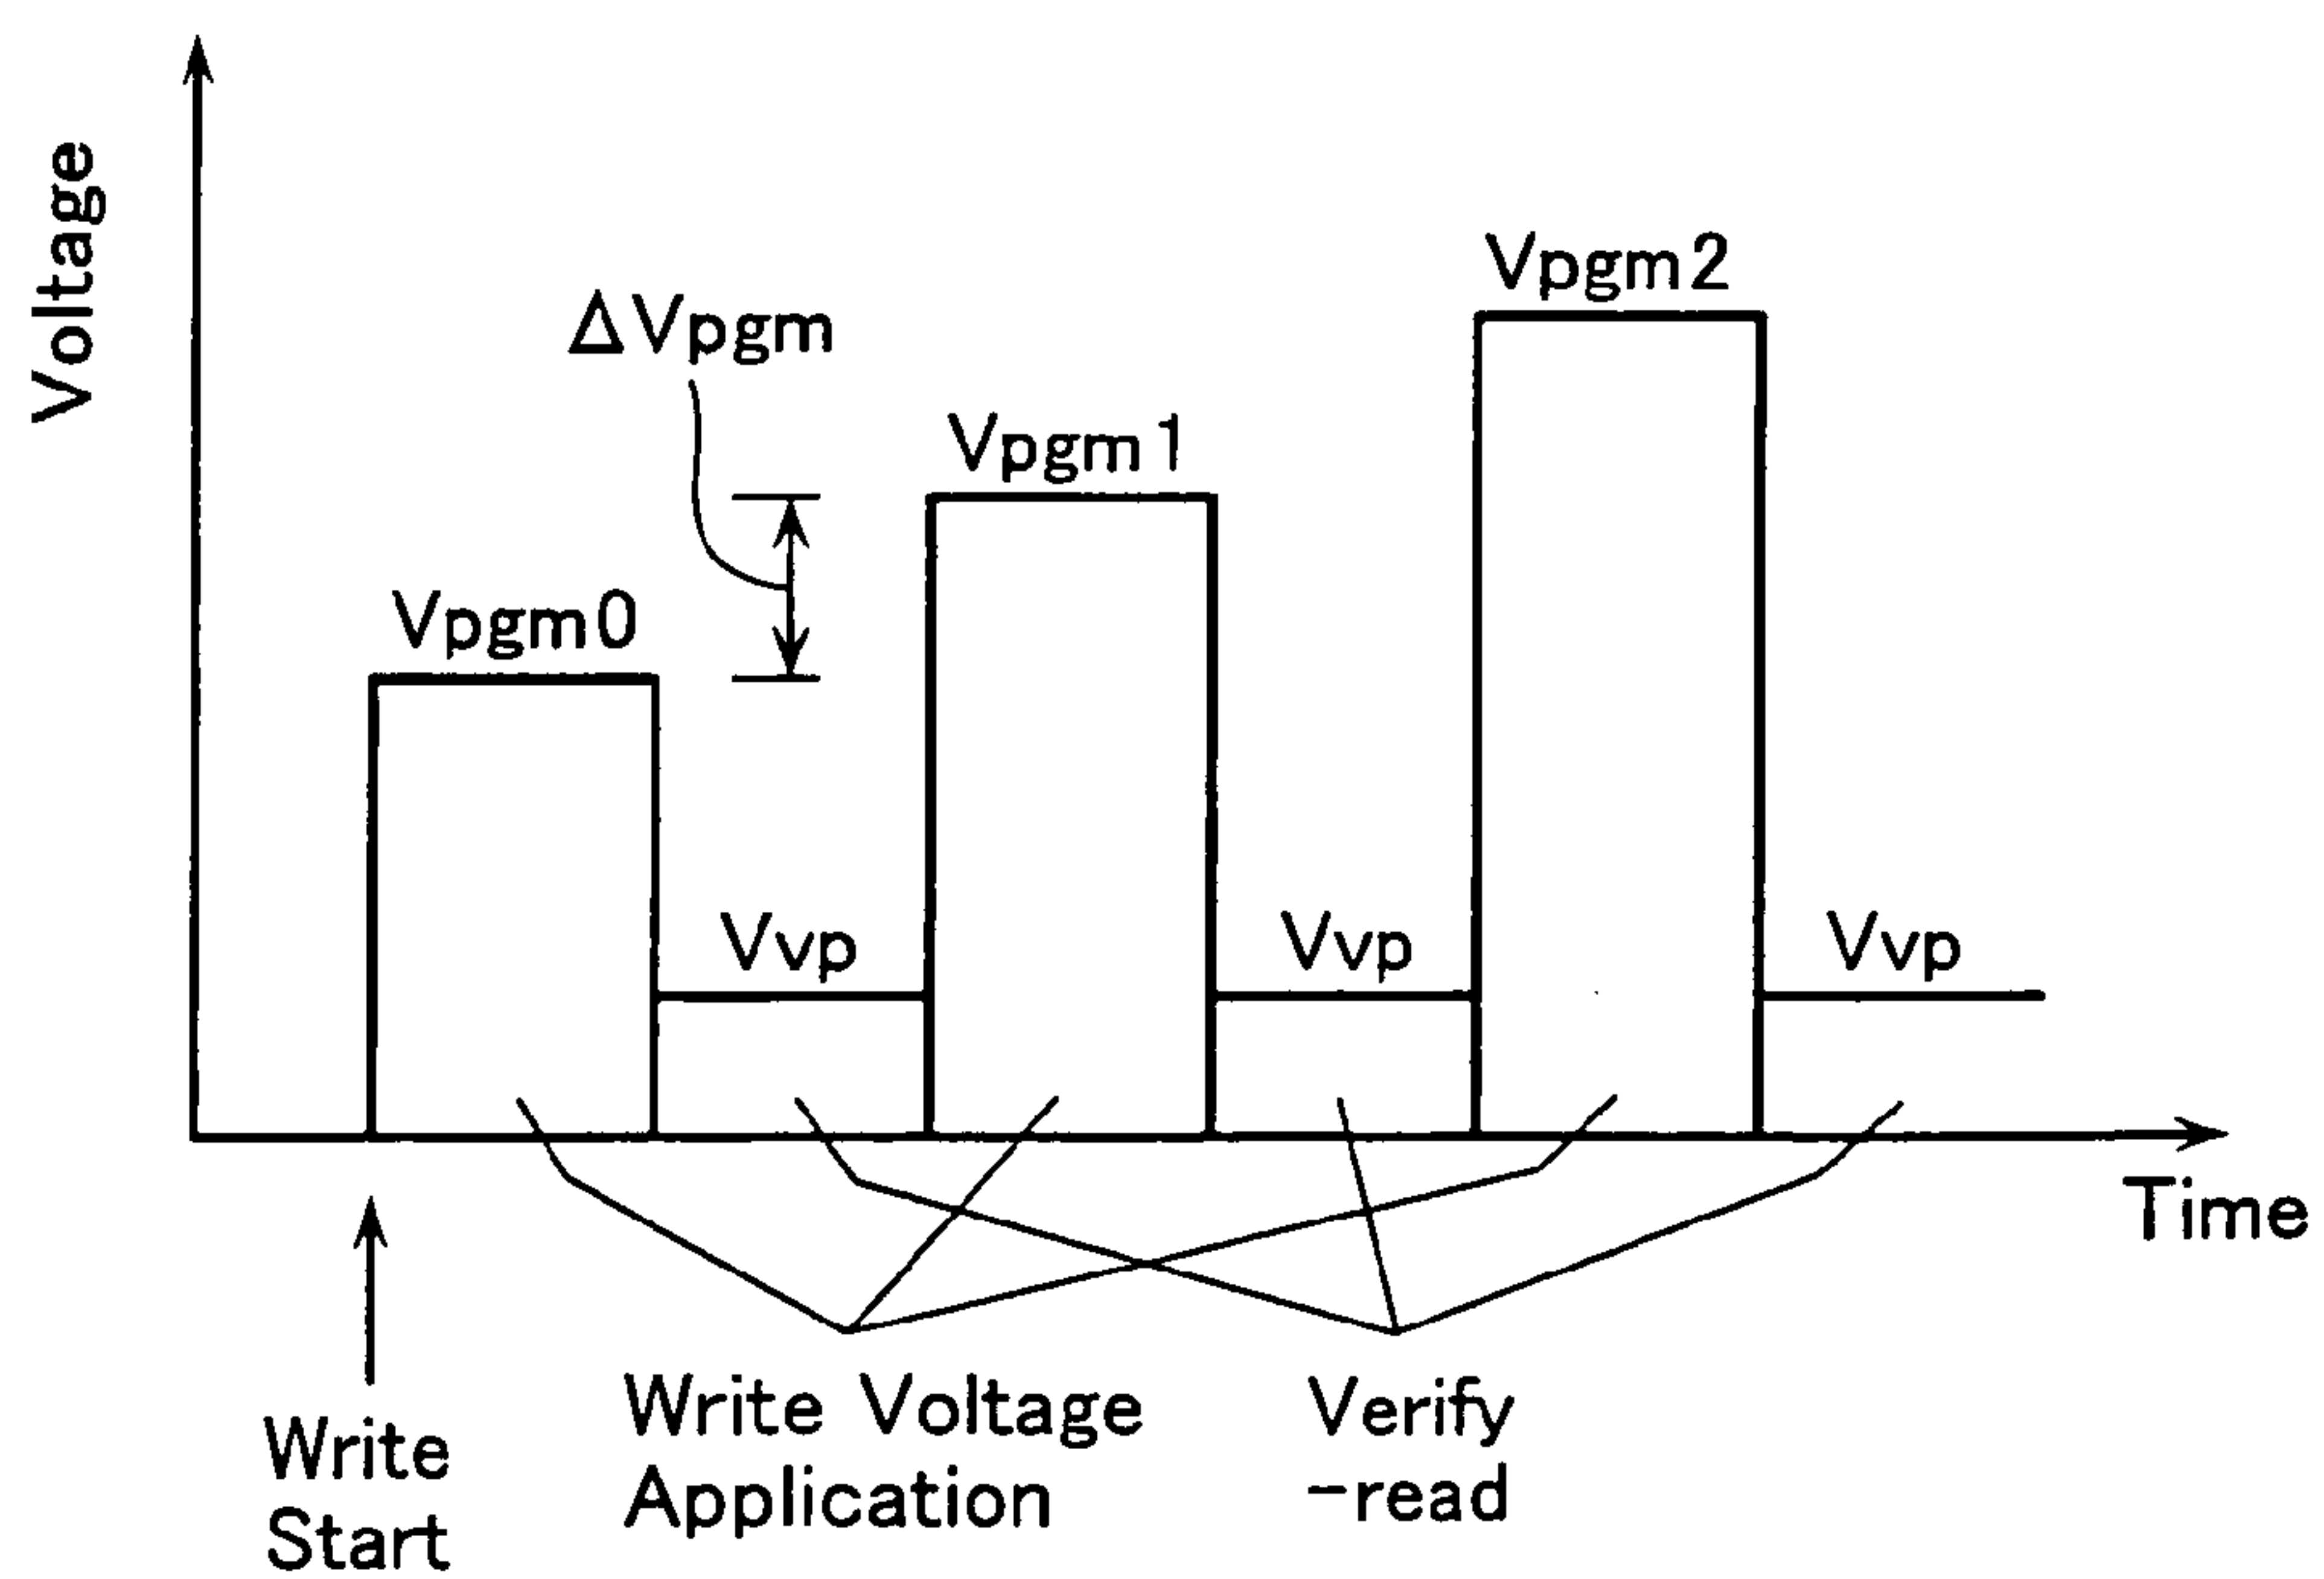 Voltage
Vpgm2
ΔVpgm
Vpgm1
Vpgm0
Vvp
Vvp
Vvp
Time
Write
Start
Write Voltage
Application
Verify
-read